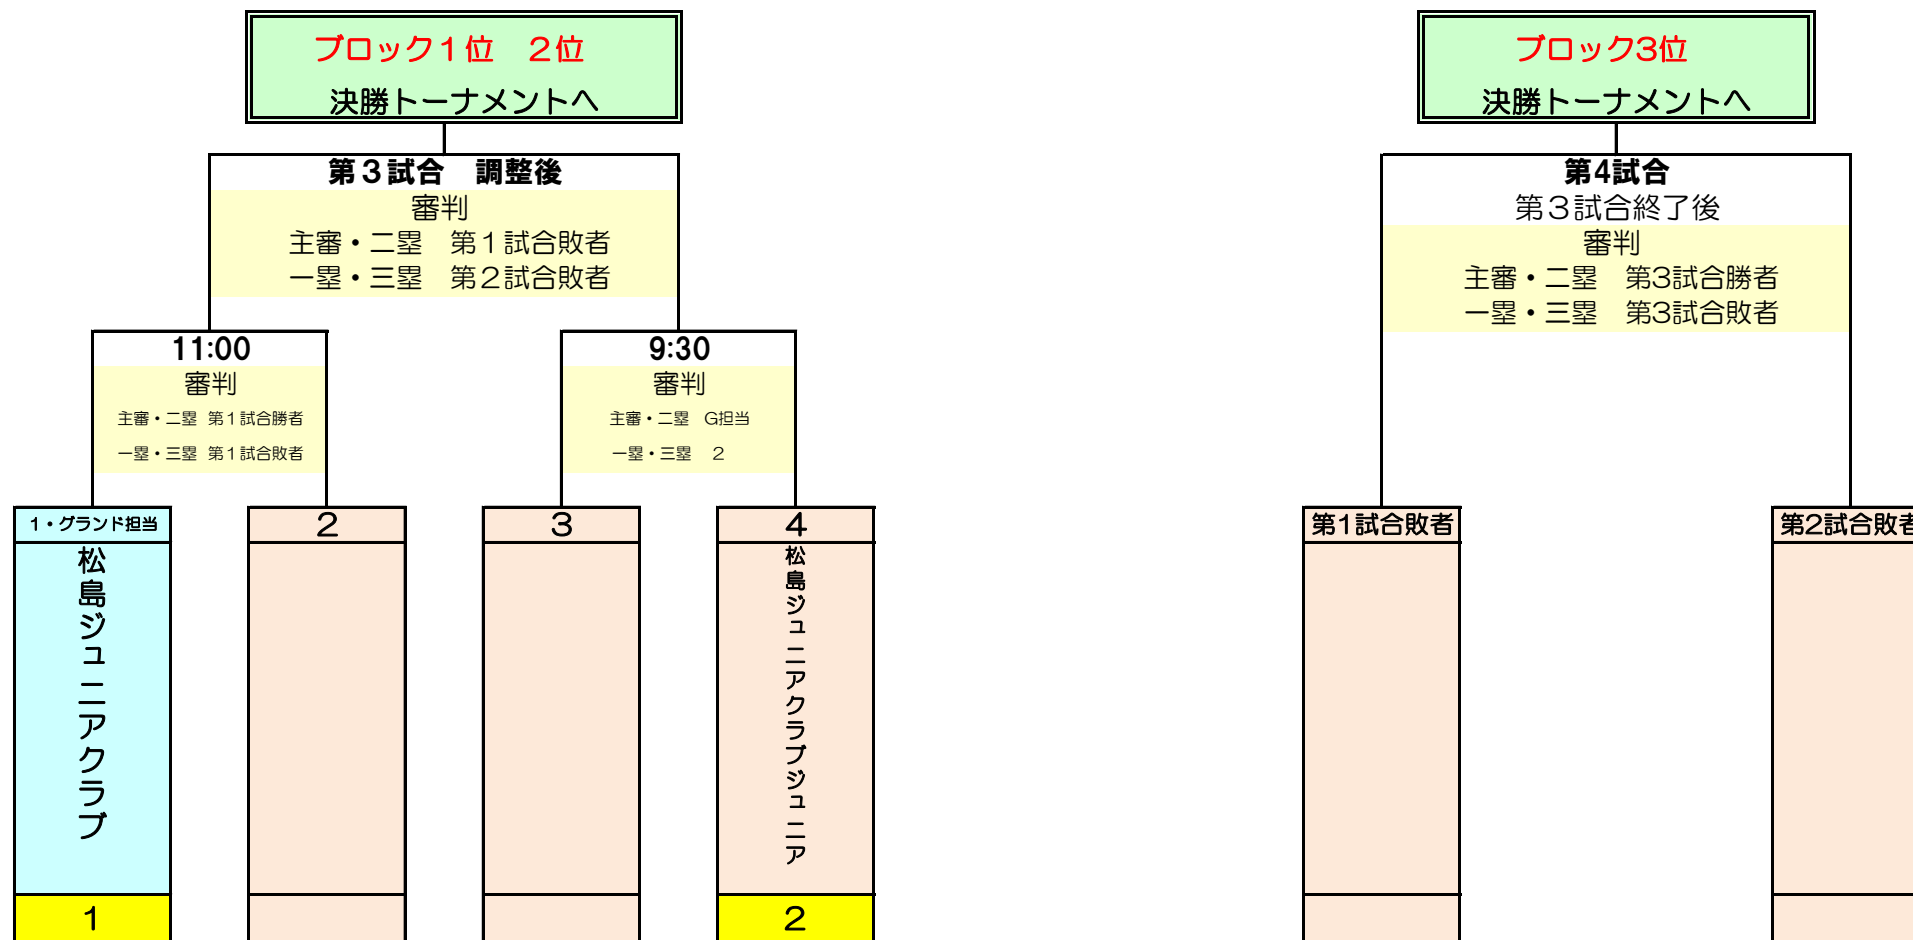 ブロック１位　２位
決勝トーナメントへ
第３試合　調整後
審判
主審・二塁　第１試合敗者
一塁・三塁　第２試合敗者
11:00
審判
主審・二塁 第１試合勝者
一塁・三塁 第１試合敗者
9:30
審判
主審・二塁　G担当
一塁・三塁　２
1・グランド担当
松島ジュニアクラブ
1
2
3
4
松島ジュニアクラブジュニア
2
ブロック3位
決勝トーナメントへ
第4試合
第３試合終了後
審判
主審・二塁　第3試合勝者
一塁・三塁　第3試合敗者
第1試合敗者
第2試合敗者